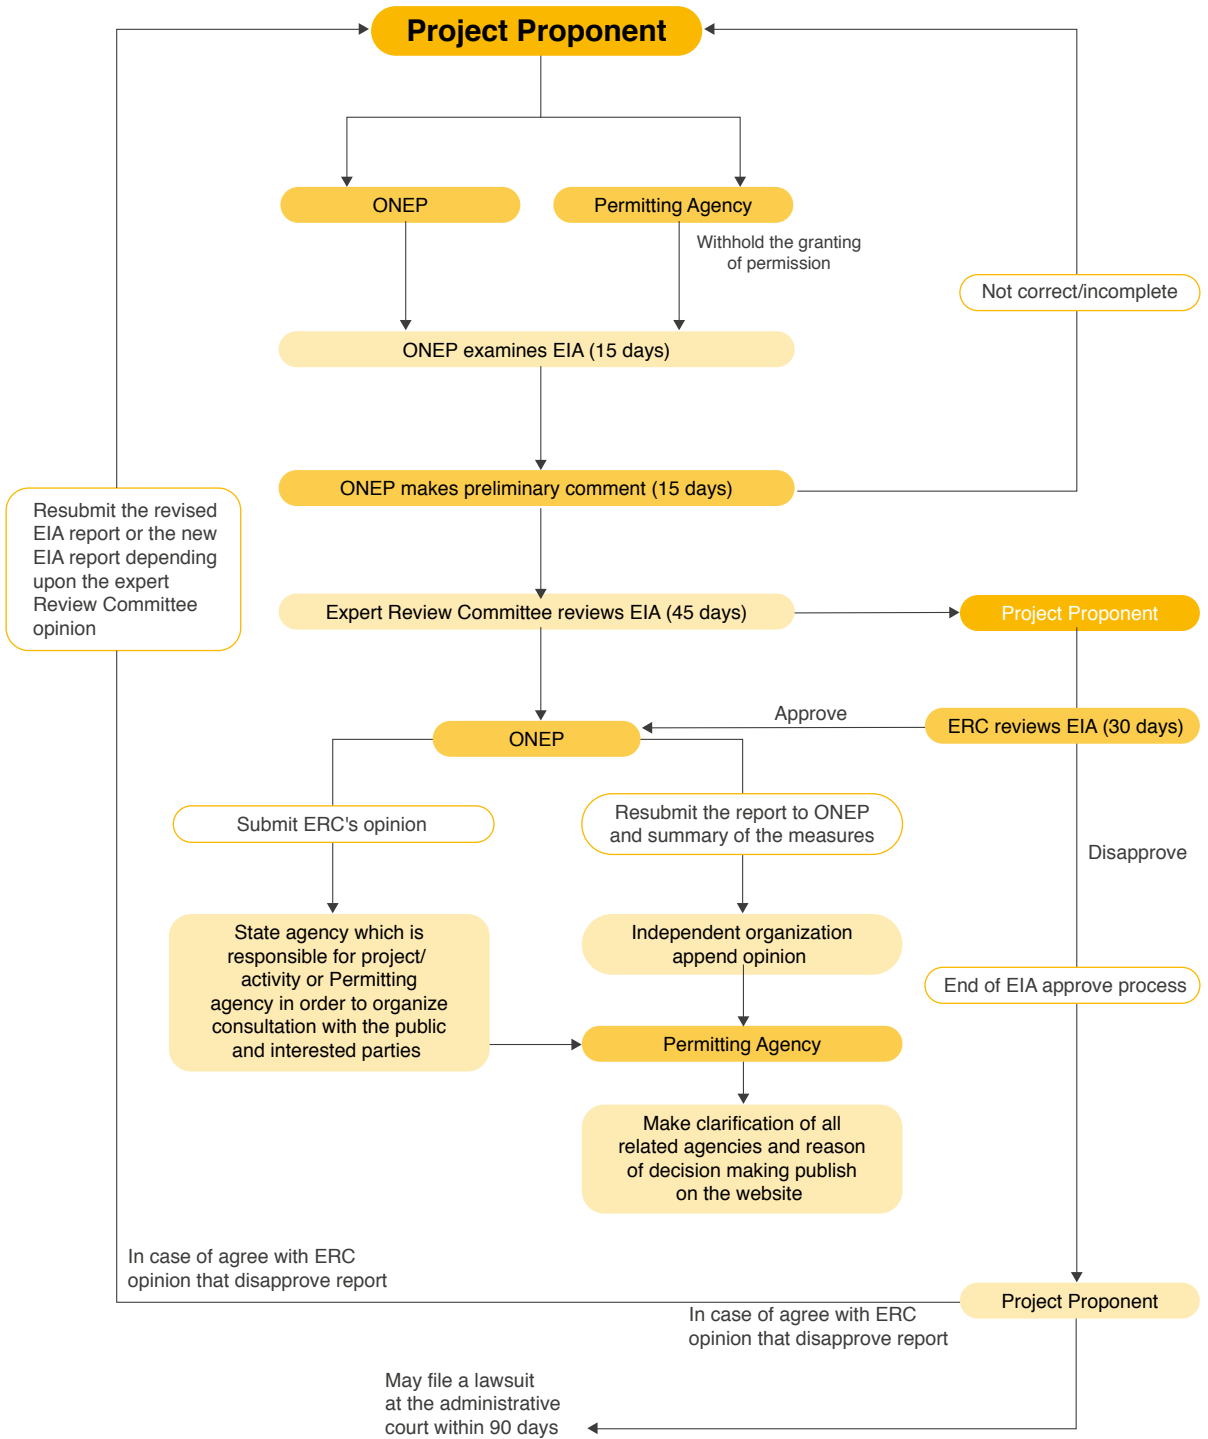 Project Proponent
ONEP
Permitting Agency
Withhold the granting
of permission
Not correct/incomplete
ONEP examines EIA (15 days)
ONEP makes preliminary comment (15 days)
Resubmit the revised
EIA report or the new
EIA report depending
upon the expert
Review Committee
opinion
Expert Review Committee reviews EIA (45 days)
Project Proponent
Approve
ERC reviews EIA (30 days)
ONEP
Submit ERC's opinion
Resubmit the report to ONEP
and summary of the measures
Disapprove
State agency which is
responsible for project/
activity or Permitting
agency in order to organize
consultation with the public
and interested parties
Independent organization
append opinion
End of EIA approve process
Permitting Agency
Make clarification of all
related agencies and reason
of decision making publish
on the website
In case of agree with ERC
opinion that disapprove report
Project Proponent
In case of agree with ERC
opinion that disapprove report
May file a lawsuit
at the administrative
court within 90 days